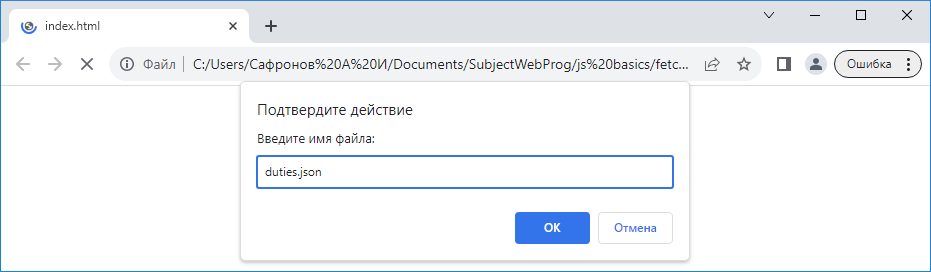 index.html
Файл C:/Users/Сафронов%20А%20И/Documents/SubjectWebProg/js%20basics/fetc... Ошибка
Подтвердите действие
Введите имя файла:
duties.json
ОК Отмена